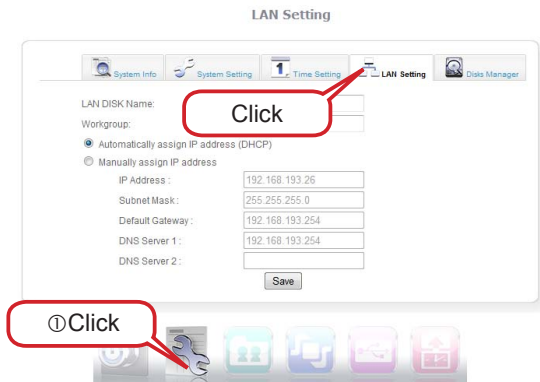 LAN Setting
System Info System Setting 1. Time Setting LAN Setting Disks Manager
LAN DISK Name:
Click
Workgroup:
Automatically assign IP address (DHCP)
Manually assign IP address
IP Address : 192.168.193.26
Subnet Mask : 255.255.255.0
Default Gateway : 192.168.193.254
DNS Server 1 : 192.168.193.254
DNS Server 2 :
Save
①Click